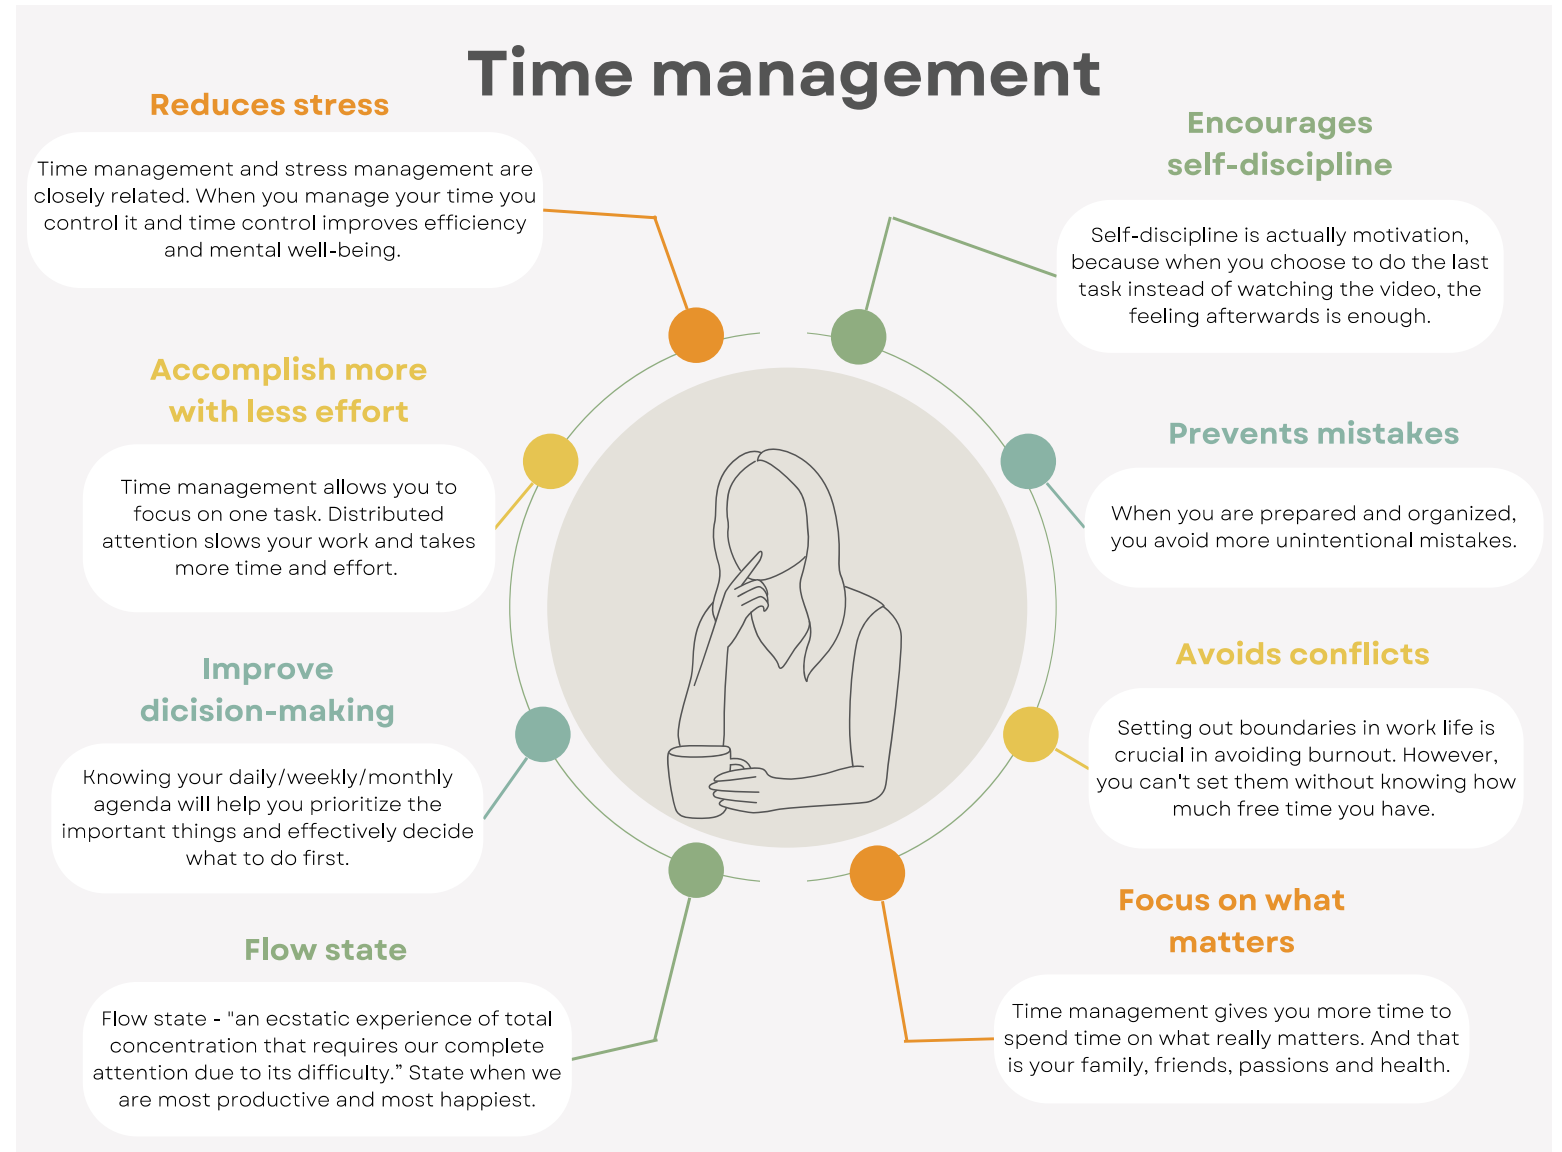 Time management
Reduces stress
Time management and stress management are
closely related. When you manage your time you
control it and time control improves efficiency
and mental well-being.
Accomplish more
with less effort
Time management allows you to
focus on one task. Distributed
attention slows your work and takes
more time and effort.
Improve
dicision-making
Knowing your daily/weekly/monthly
agenda will help you prioritize the
important things and effectively decide
what to do first.
Flow state
Flow state - "an ecstatic experience of total
concentration that requires our complete
attention due to its difficulty.” State when we
are most productive and most happiest.
Encourages
self-discipline
Self-discipline is actually motivation,
because when you choose to do the last
task instead of watching the video, the
feeling afterwards is enough.
Prevents mistakes
When you are prepared and organized,
you avoid more unintentional mistakes.
Avoids conflicts
Setting out boundaries in work life is
crucial in avoiding burnout. However,
you can't set them without knowing how
much free time you have.
Focus on what
matters
Time management gives you more time to
spend time on what really matters. And that
is your family, friends, passions and health.